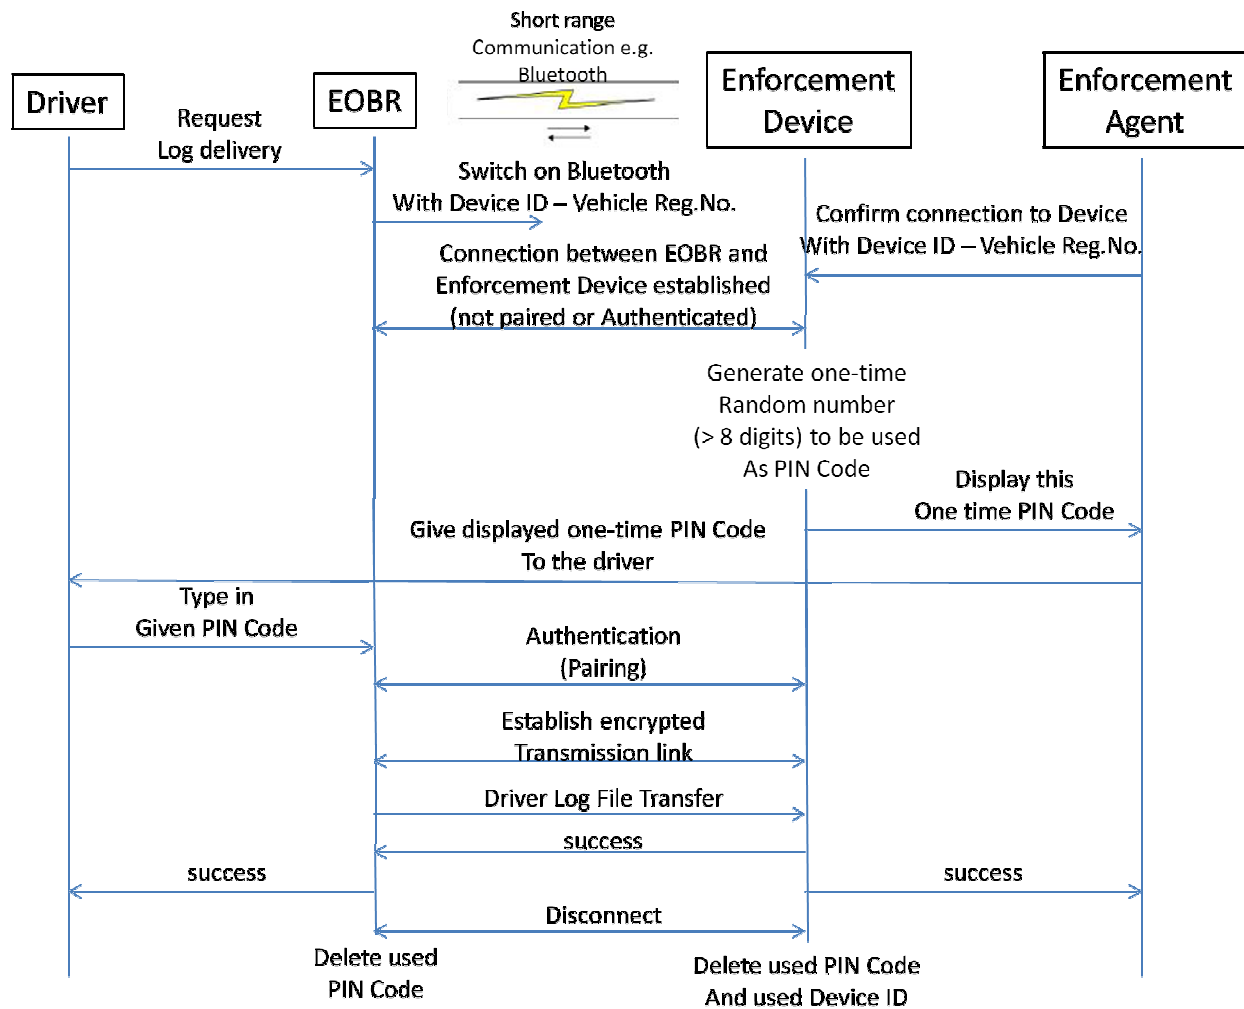 Short range
Communication e.g.
Bluetooth
Driver
EOBR
Enforcement
Device
Enforcement
Agent
Request
Log delivery
Switch on Bluetooth
With Device ID – Vehicle Reg.No.
Confirm connection to Device
With Device ID – Vehicle Reg.No.
Connection between EOBR and
Enforcement Device established
(not paired or Authenticated)
Generate one-time
Random number
(> 8 digits) to be used
As PIN Code
Display this
One time PIN Code
Give displayed one-time PIN Code
To the driver
Type in
Given PIN Code
Authentication
(Pairing)
Establish encrypted
Transmission link
Driver Log File Transfer
success
success
success
Disconnect
Delete used
PIN Code
Delete used PIN Code
And used Device ID